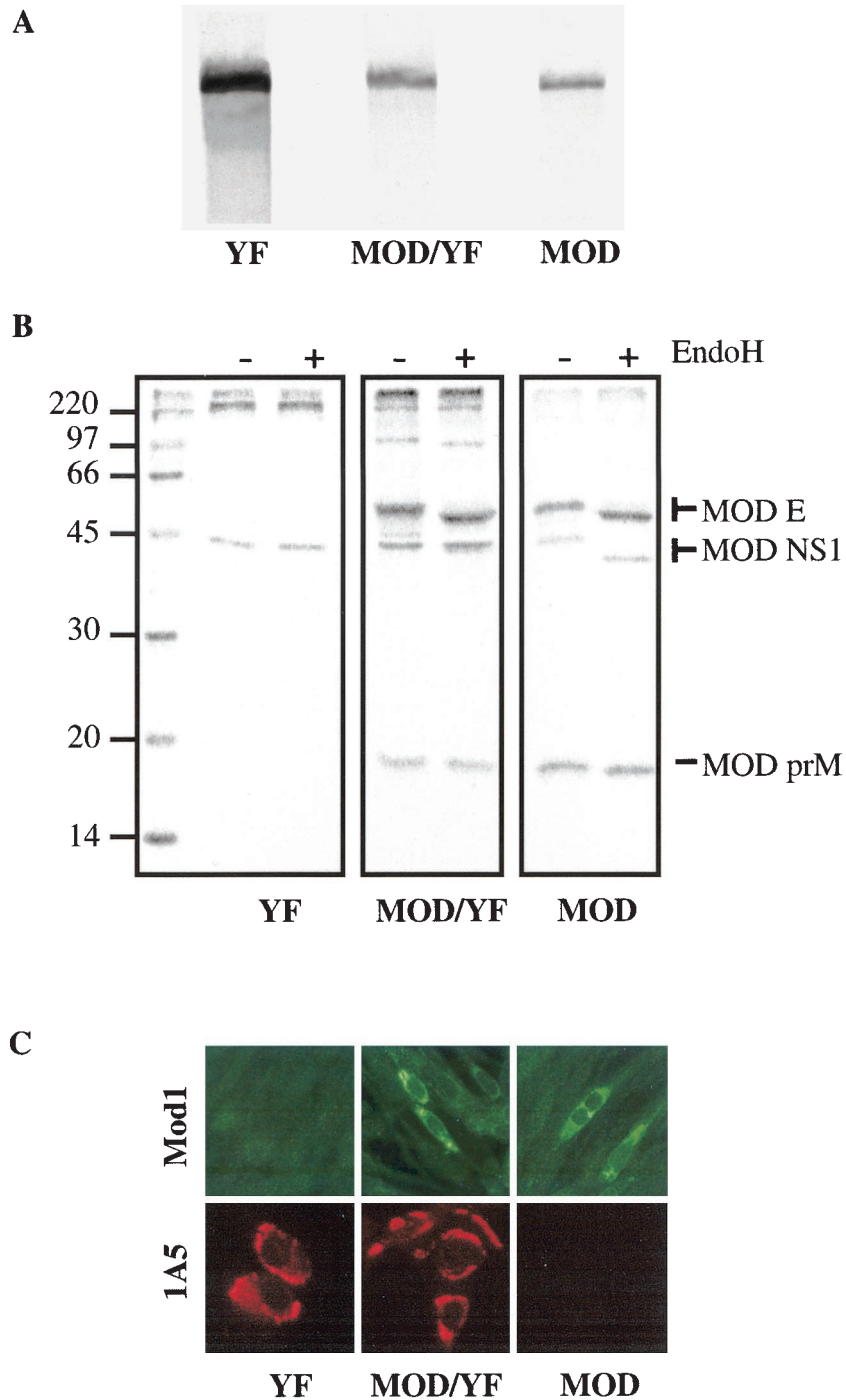 A
YF MOD/YF MOD
B
- + - + - + EndoH
220
97
66
45
30
20
14
MOD E
MOD NS1
MOD prM
YF MOD/YF MOD
C
Mod1
1A5
YF MOD/YF MOD